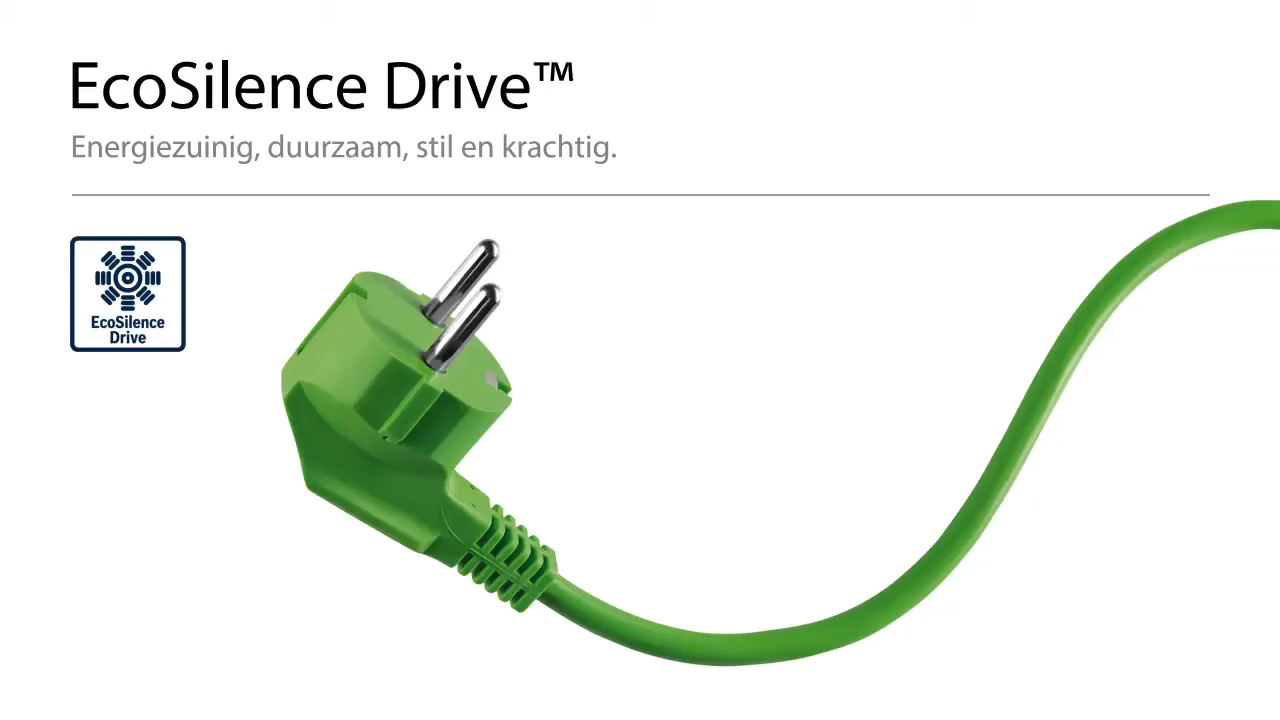 EcoSilence Drive™
Energiezuinig, duurzaam, stil en krachtig.
EcoSilence
Drive